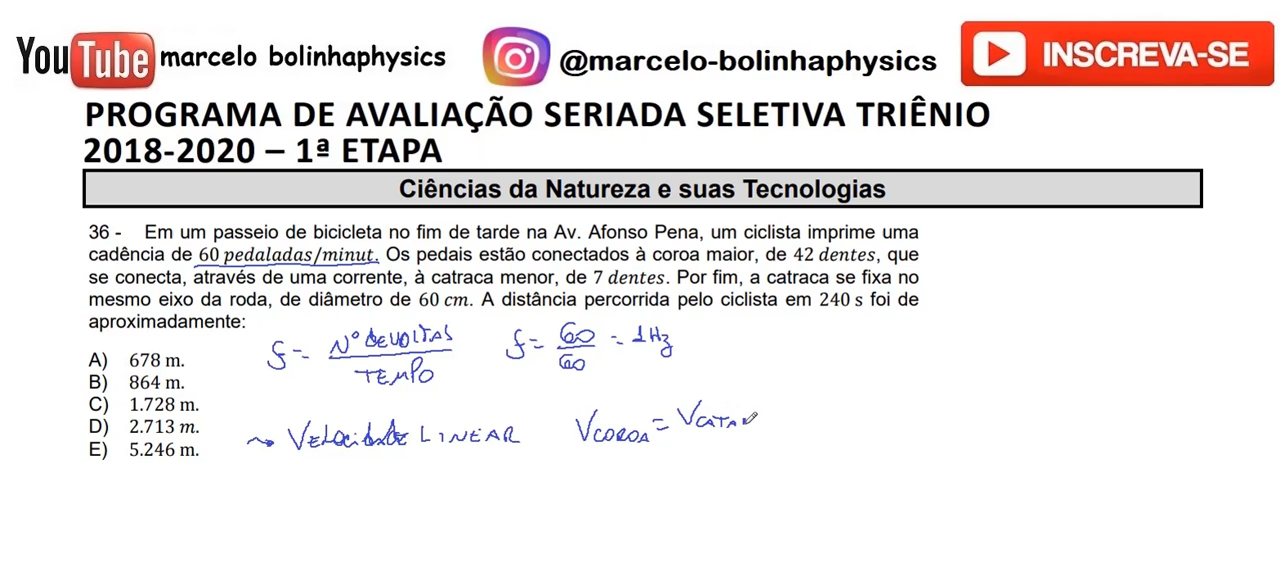 YouTube marcelo bolinhaphysics @marcelo-bolinhaphysics INSCREVA-SE
PROGRAMA DE AVALIAÇÃO SERIADA SELETIVA TRIÊNIO
2018-2020 – 1ª ETAPA
Ciências da Natureza e suas Tecnologias
36 - Em um passeio de bicicleta no fim de tarde na Av. Afonso Pena, um ciclista imprime uma
cadência de 60 pedaladas/minut. Os pedais estão conectados à coroa maior, de 42 dentes, que
se conecta, através de uma corrente, à catraca menor, de 7 dentes. Por fim, a catraca se fixa no
mesmo eixo da roda, de diâmetro de 60 cm. A distância percorrida pelo ciclista em 240 s foi de
aproximadamente:
f = Nº DE VOLTAS / TEMPO f = 60 / 60 = 1 Hz
A) 678 m.
B) 864 m.
C) 1.728 m.
D) 2.713 m.
E) 5.246 m.
→ VELOCIDADE LINEAR VCOROA = VCATAR